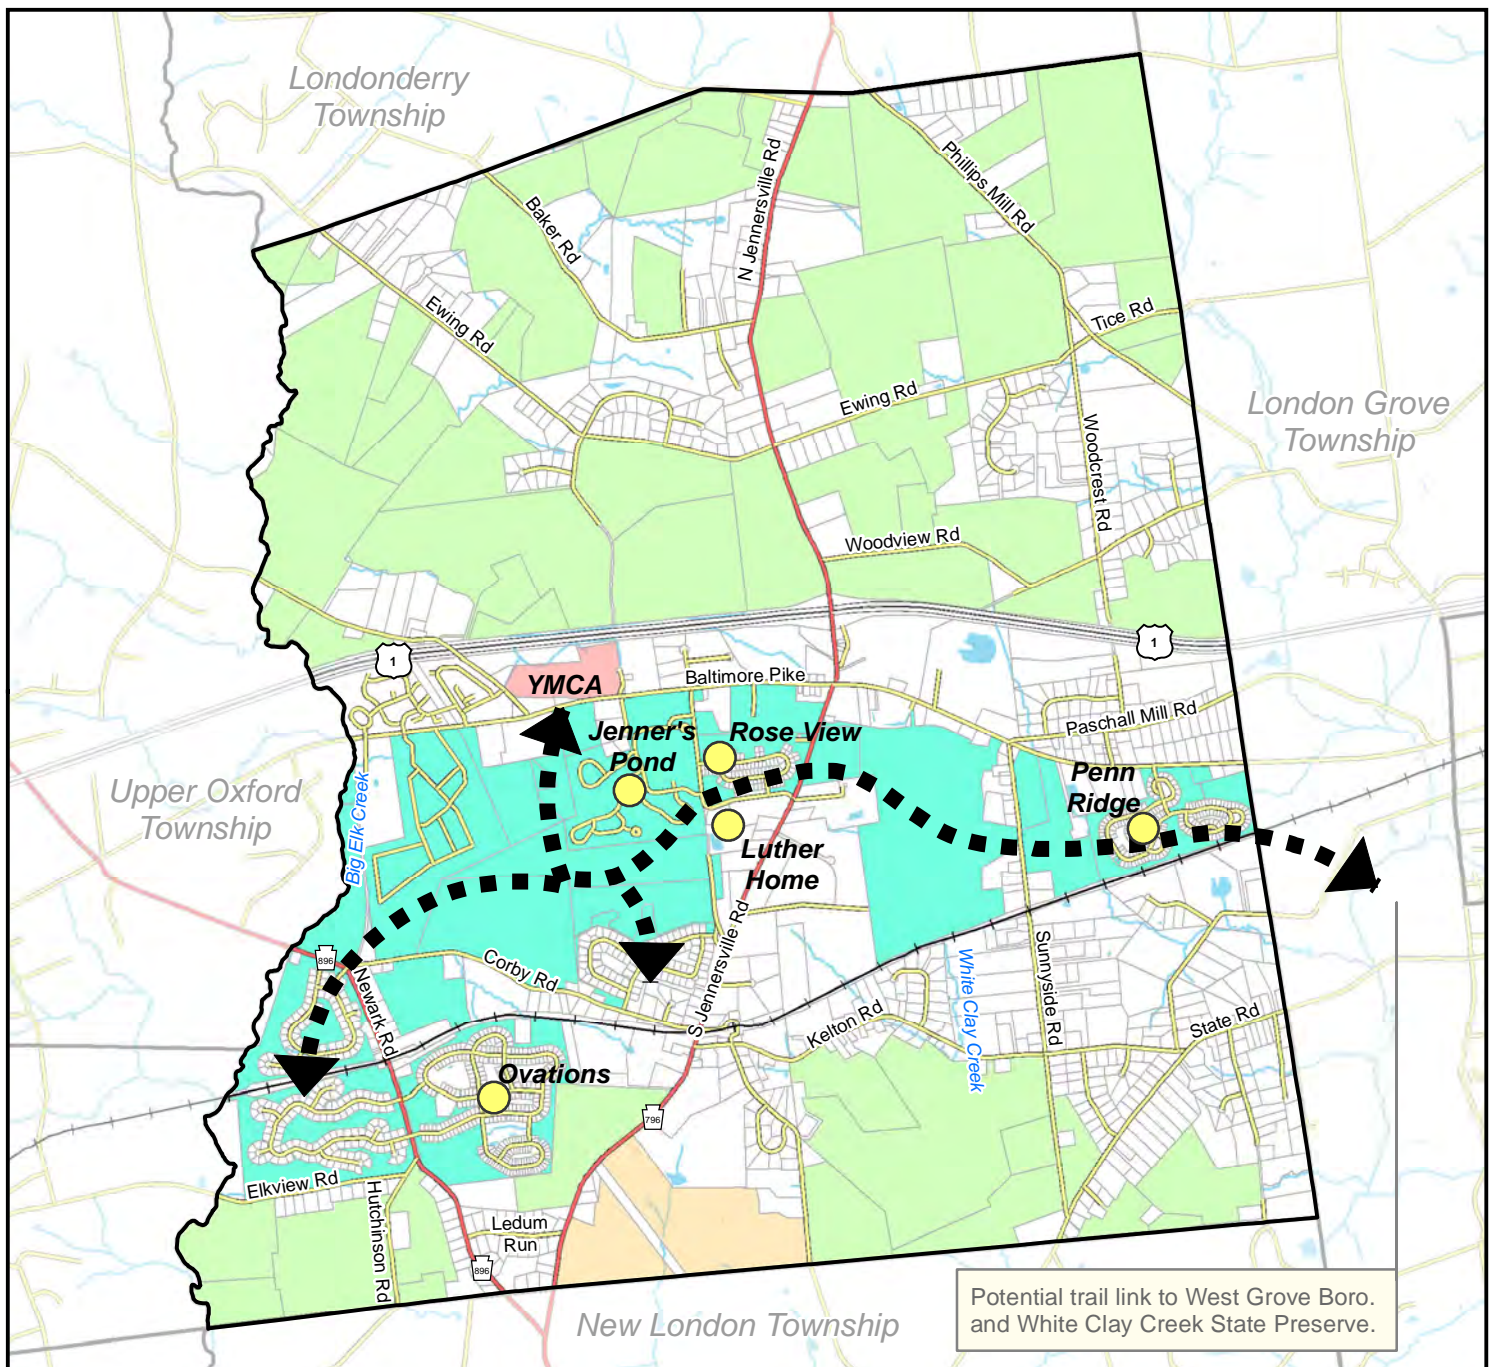 Londonderry
Township
N Jennersville Rd
Phillips Mill Rd
Baker Rd
Ewing Rd
Tice Rd
Ewing Rd
London Grove
Township
Woodcrest Rd
Woodview Rd
1
1
YMCA
Baltimore Pike
Paschall Mill Rd
Jenner's
Pond
Rose View
Penn
Ridge
Upper Oxford
Township
Big Elk Creek
Luther
Home
S Jennersville Rd
896
Newark Rd
Corby Rd
Sunnyside Rd
White Clay Creek
Kelton Rd
State Rd
Ovations
796
Elkview Rd
Hutchinson Rd
Ledum
Run
896
New London Township
Potential trail link to West Grove Boro.
and White Clay Creek State Preserve.